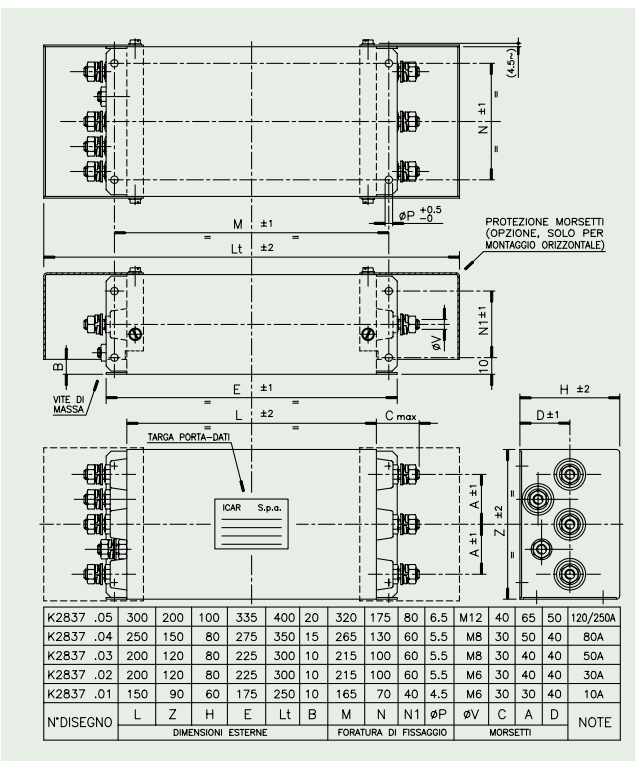 (4.5~)
N ±1
=
=
øP +0.5 -0
M ±1
= =
Lt ±2
PROTEZIONE MORSETTI
(OPZIONE, SOLO PER
MONTAGGIO ORIZZONTALE)
B
øV
N1±1
10
VITE DI
MASSA
E ±1
= =
L ±2
C max
H ±2
D±1
TARGA PORTA-DATI
ICAR S.p.a.
A ±1
A ±1
Z ±2
=
=
K2837 .05 300 200 100 335 400 20 320 175 80 6.5 M12 40 65 50 120/250A
K2837 .04 250 150 80 275 350 15 265 130 60 5.5 M8 30 50 40 80A
K2837 .03 200 120 80 225 300 10 215 100 60 5.5 M8 30 40 40 50A
K2837 .02 200 120 80 225 300 10 215 100 60 5.5 M6 30 40 40 30A
K2837 .01 150 90 60 175 250 10 165 70 40 4.5 M6 30 30 40 10A
N°DISEGNO L Z H E Lt B M N N1 øP øV C A D NOTE
DIMENSIONI ESTERNE FORATURA DI FISSAGGIO MORSETTI